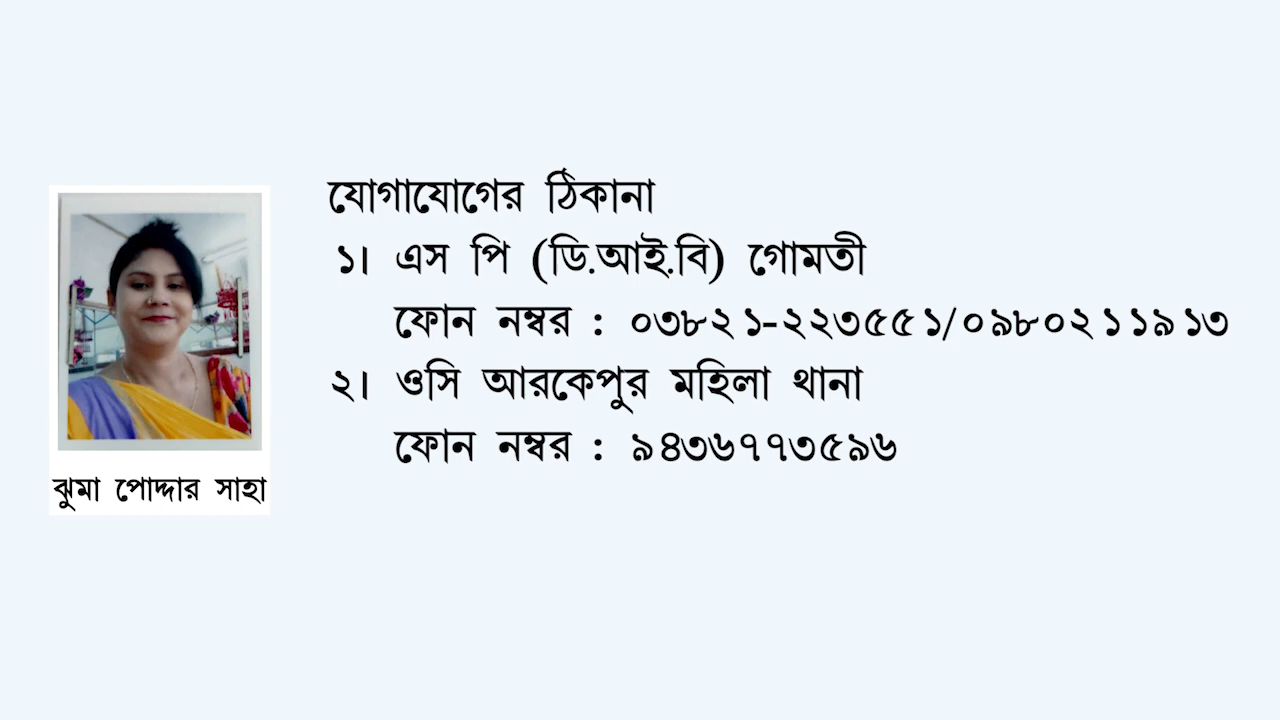 যোগাযোগের ঠিকানা
১। এস পি (ডি.আই.বি) গোমতী
ফোন নম্বর : ০৩৮২১-২২৩৫৫১/০৯৮০২১১৯১৩
২। ওসি আরকেপুর মহিলা থানা
ফোন নম্বর : ৯৪৩৬৭৭৩৫৯৬
ঝুমা পোদ্দার সাহা